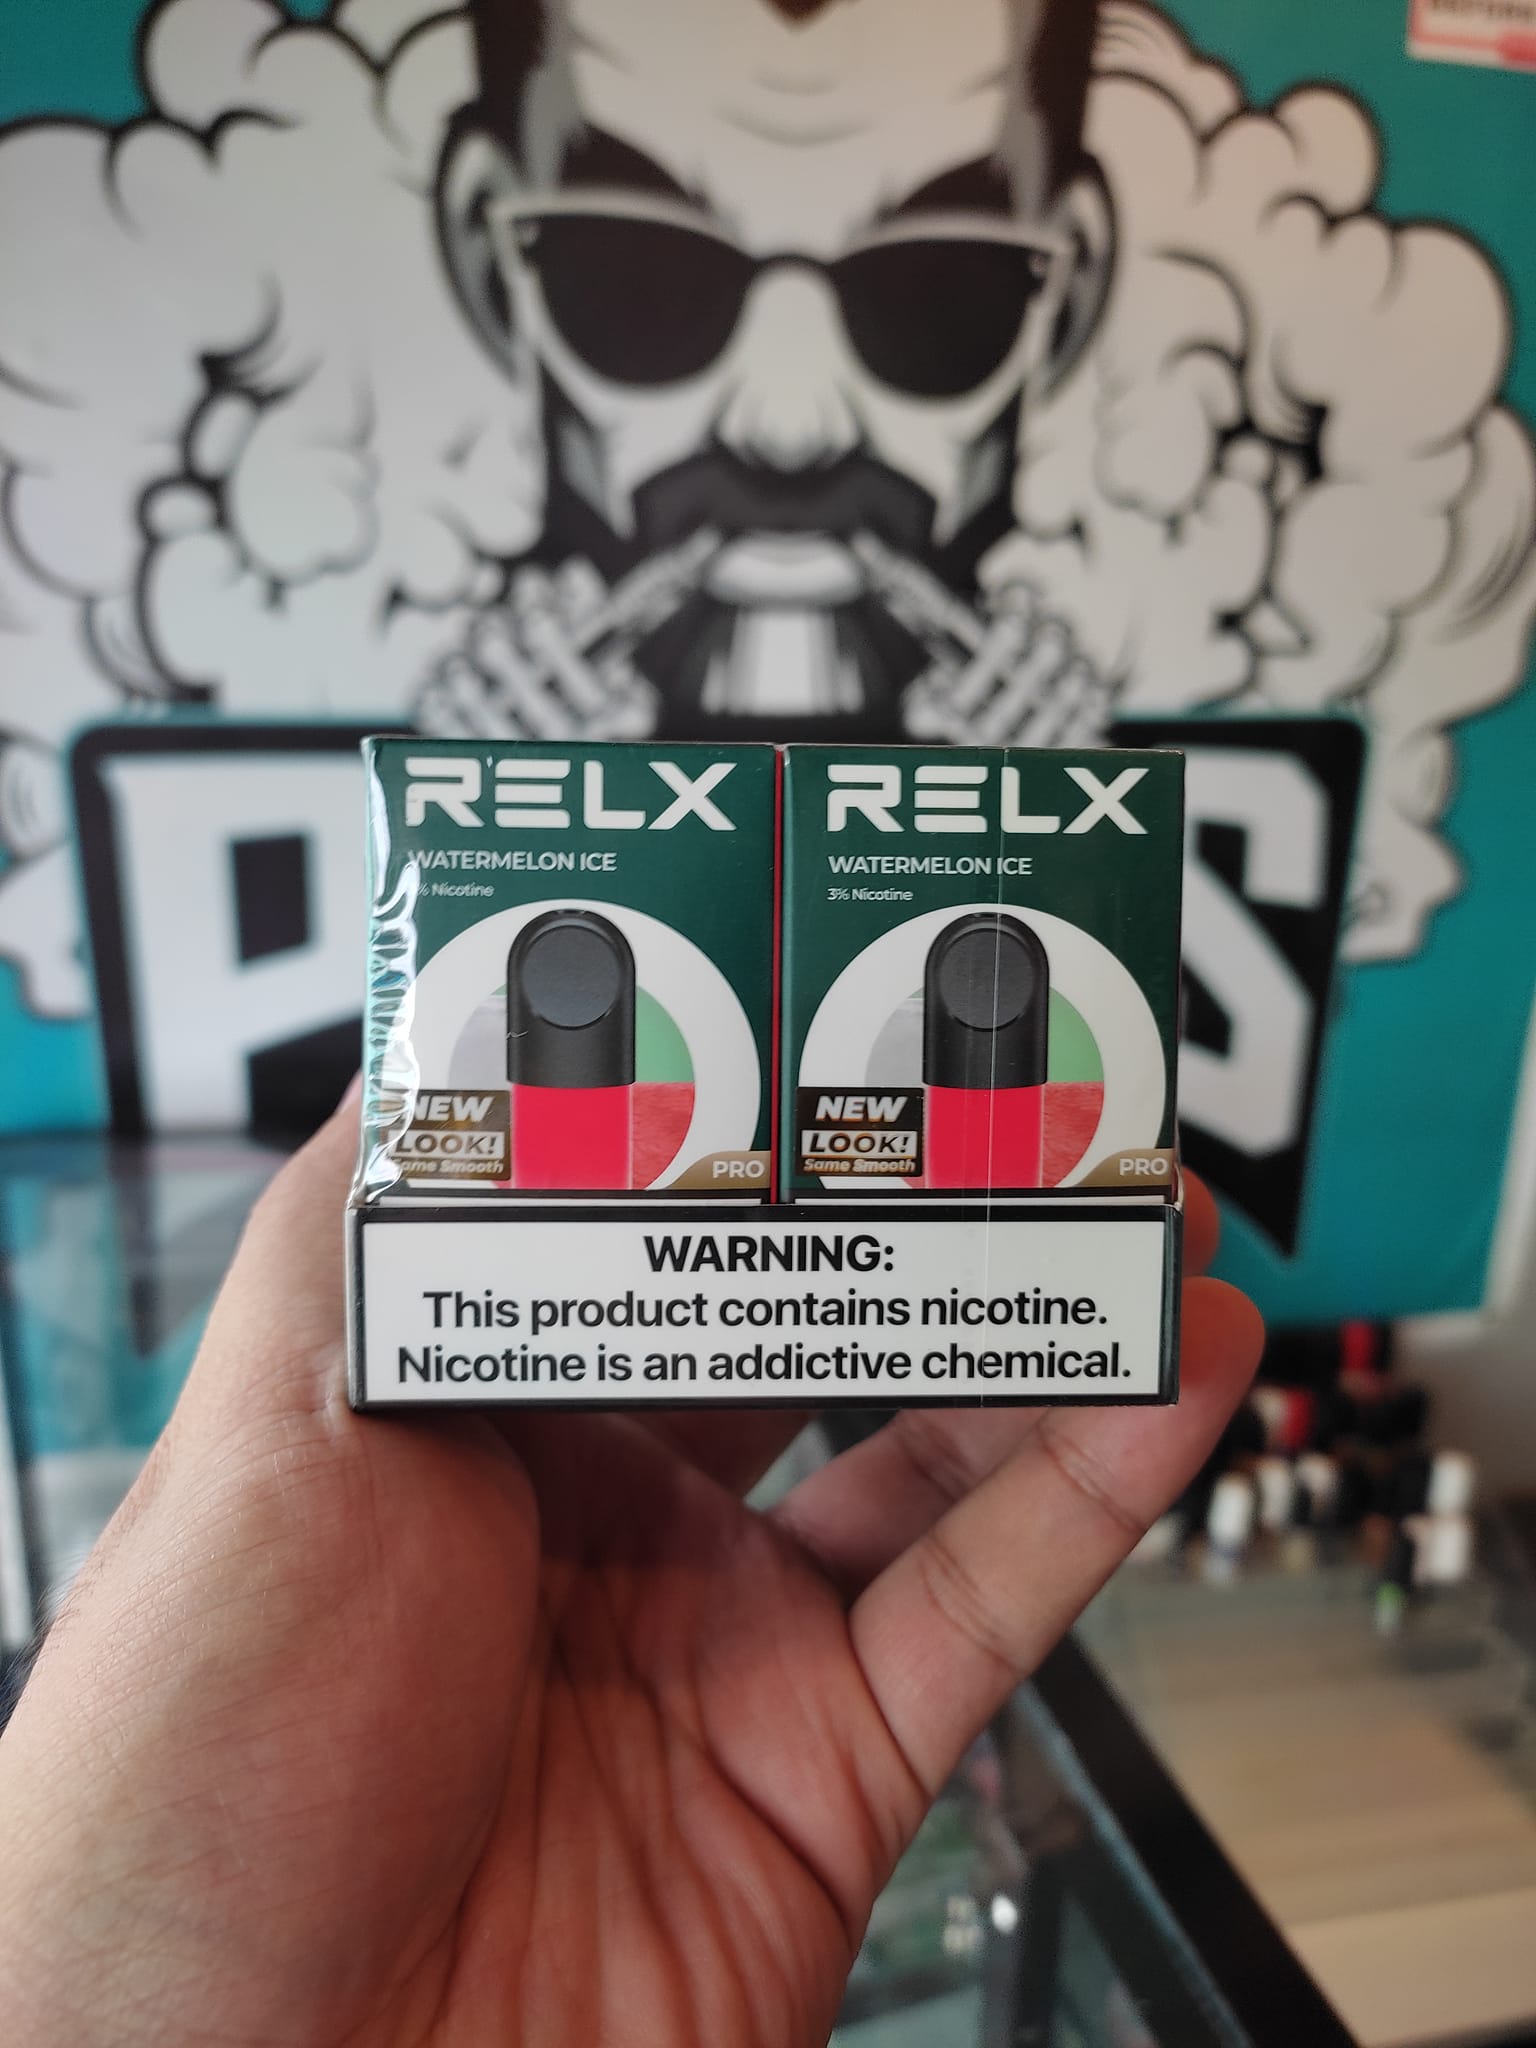 RELX
WATERMELON ICE
% Nicotine
NEW
LOOK!
Same Smooth
PRO
RELX
WATERMELON ICE
3% Nicotine
NEW
LOOK!
Same Smooth
PRO
WARNING:
This product contains nicotine.
Nicotine is an addictive chemical.